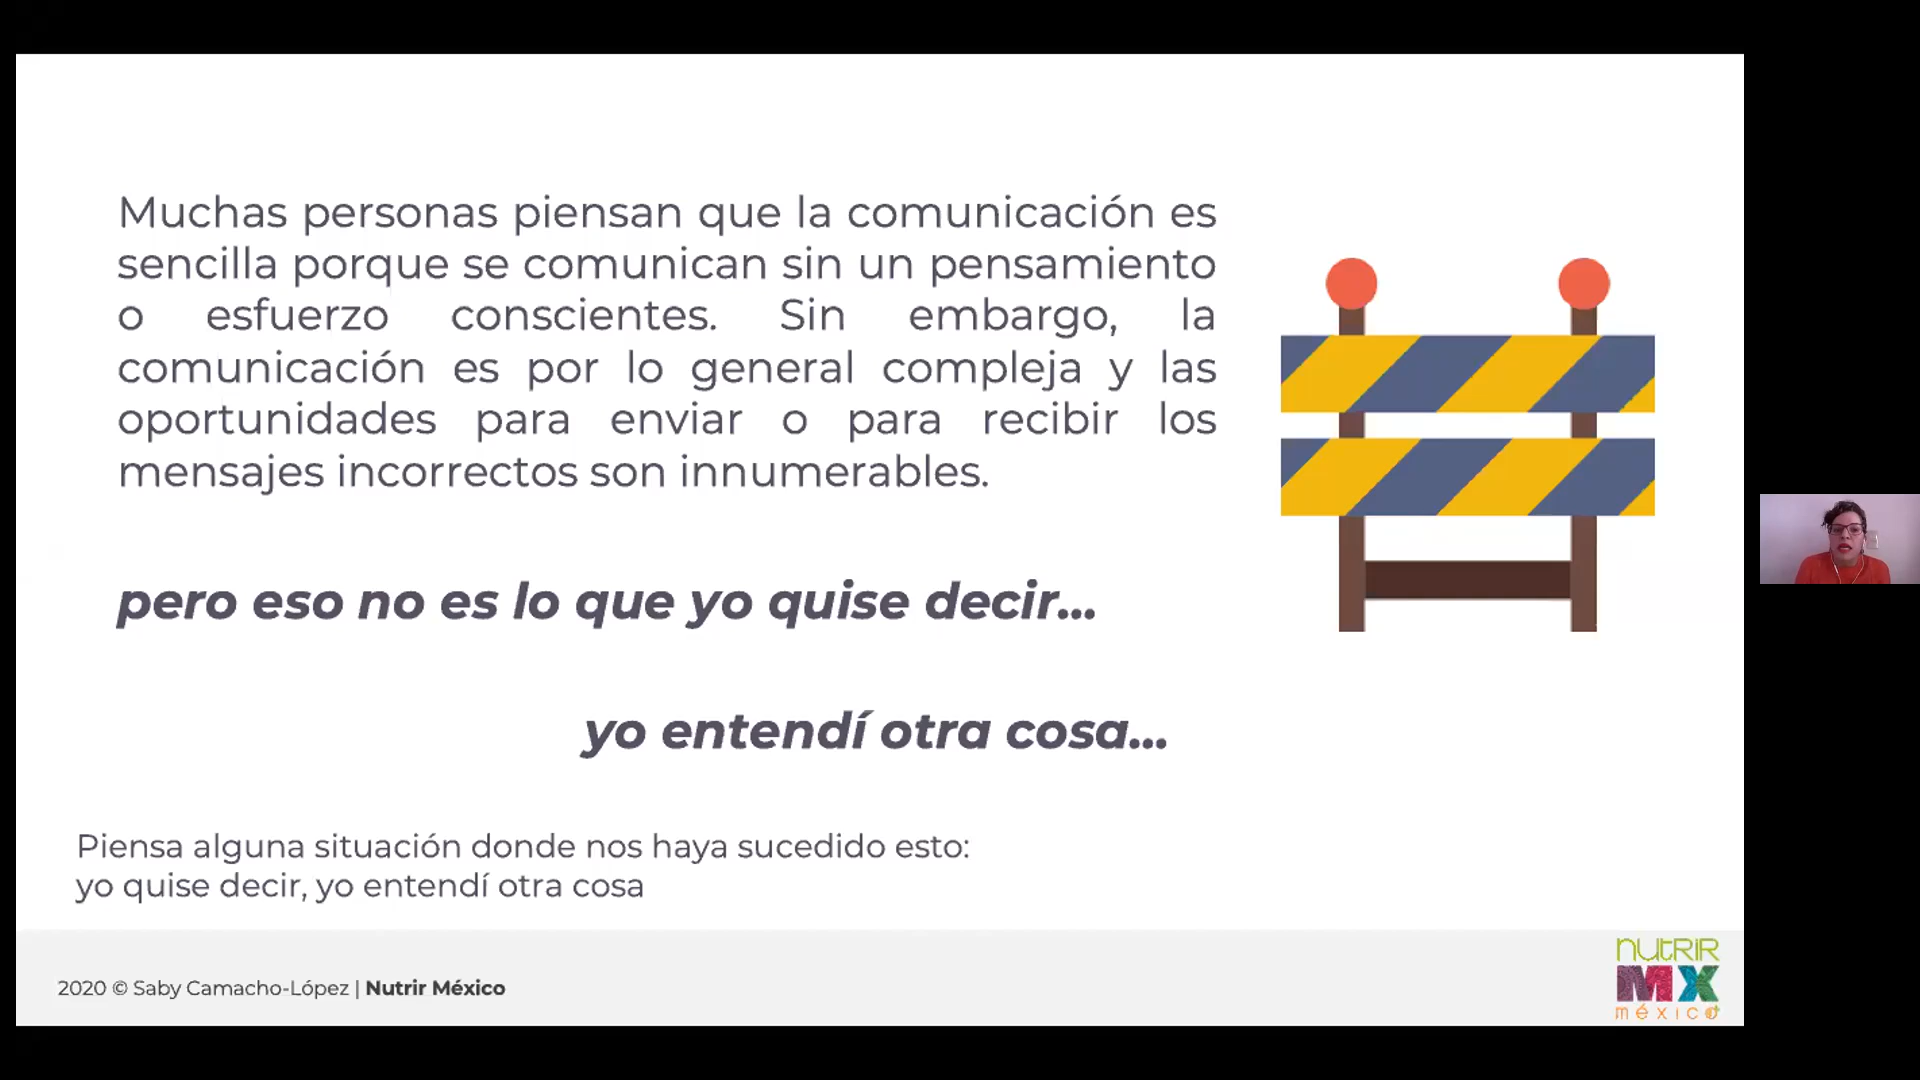 Muchas personas piensan que la comunicación es
sencilla porque se comunican sin un pensamiento
o esfuerzo conscientes. Sin embargo, la
comunicación es por lo general compleja y las
oportunidades para enviar o para recibir los
mensajes incorrectos son innumerables.
pero eso no es lo que yo quise decir...
yo entendí otra cosa...
Piensa alguna situación donde nos haya sucedido esto:
yo quise decir, yo entendí otra cosa
2020 © Saby Camacho-López | Nutrir México
nutrir
MX
méxico